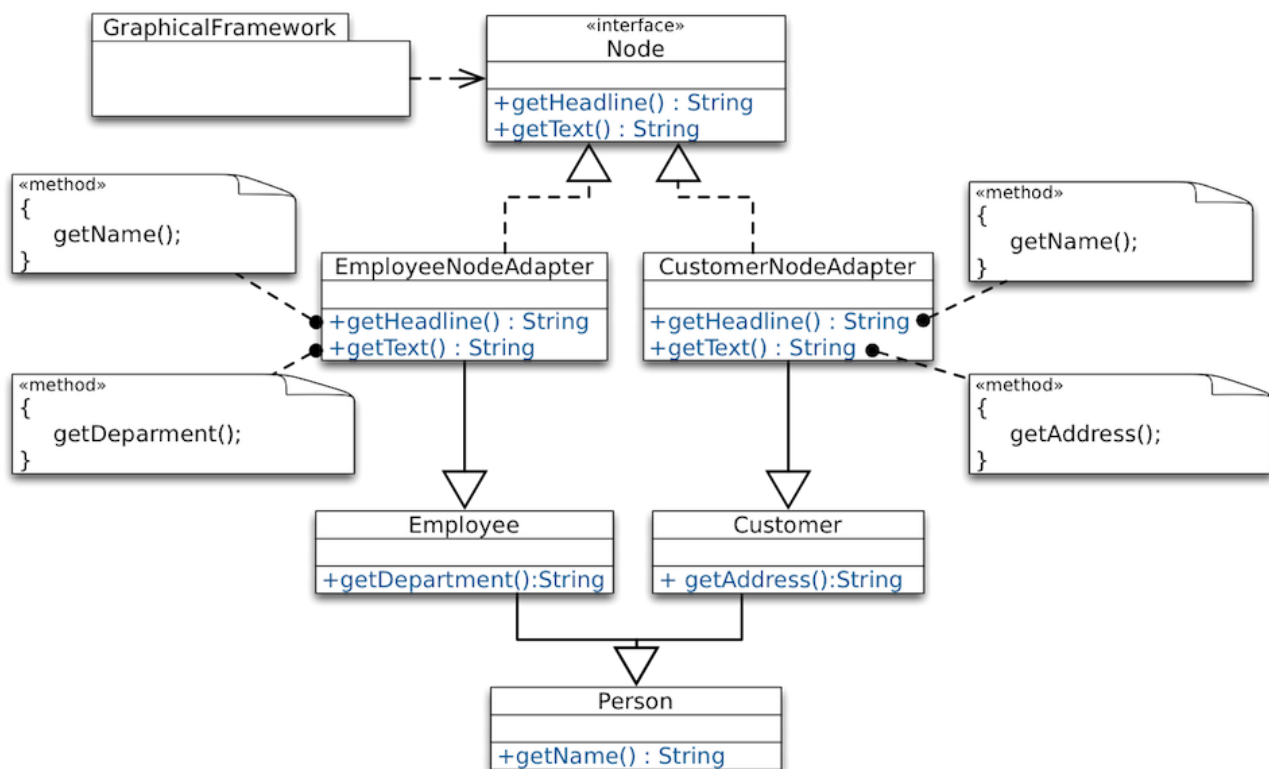 GraphicalFramework
«interface»
Node
+getHeadline() : String
+getText() : String
«method»
{
getName();
}
«method»
{
getDeparment();
}
EmployeeNodeAdapter
+getHeadline() : String
+getText() : String
CustomerNodeAdapter
+getHeadline() : String
+getText() : String
«method»
{
getName();
}
«method»
{
getAddress();
}
Employee
+getDepartment():String
Customer
+ getAddress():String
Person
+getName() : String